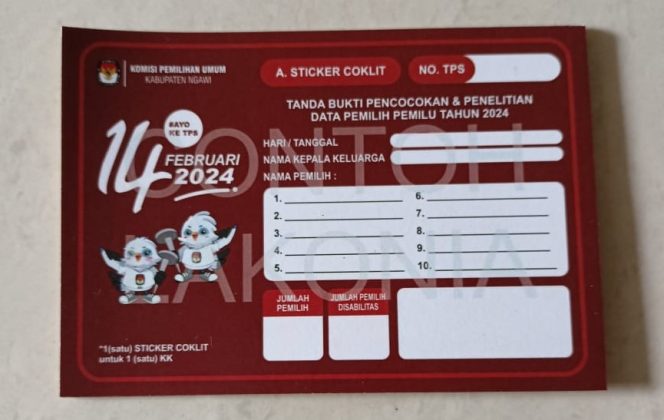 KOMISI PEMILIHAN UMUM
KABUPATEN NGAWI
A. STICKER COKLIT
NO. TPS
TANDA BUKTI PENCOCOKAN & PENELITIAN
DATA PEMILIH PEMILU TAHUN 2024
#AYO
KE TPS
14
FEBRUARI
2024
HARI / TANGGAL
NAMA KEPALA KELUARGA
NAMA PEMILIH :
1.
2.
3.
4.
5.
6.
7.
8.
9.
10.
JUMLAH
PEMILIH
JUMLAH PEMILIH
DISABILITAS
*1(satu) STICKER COKLIT
untuk 1 (satu) KK
CONTOH
LAKONIA